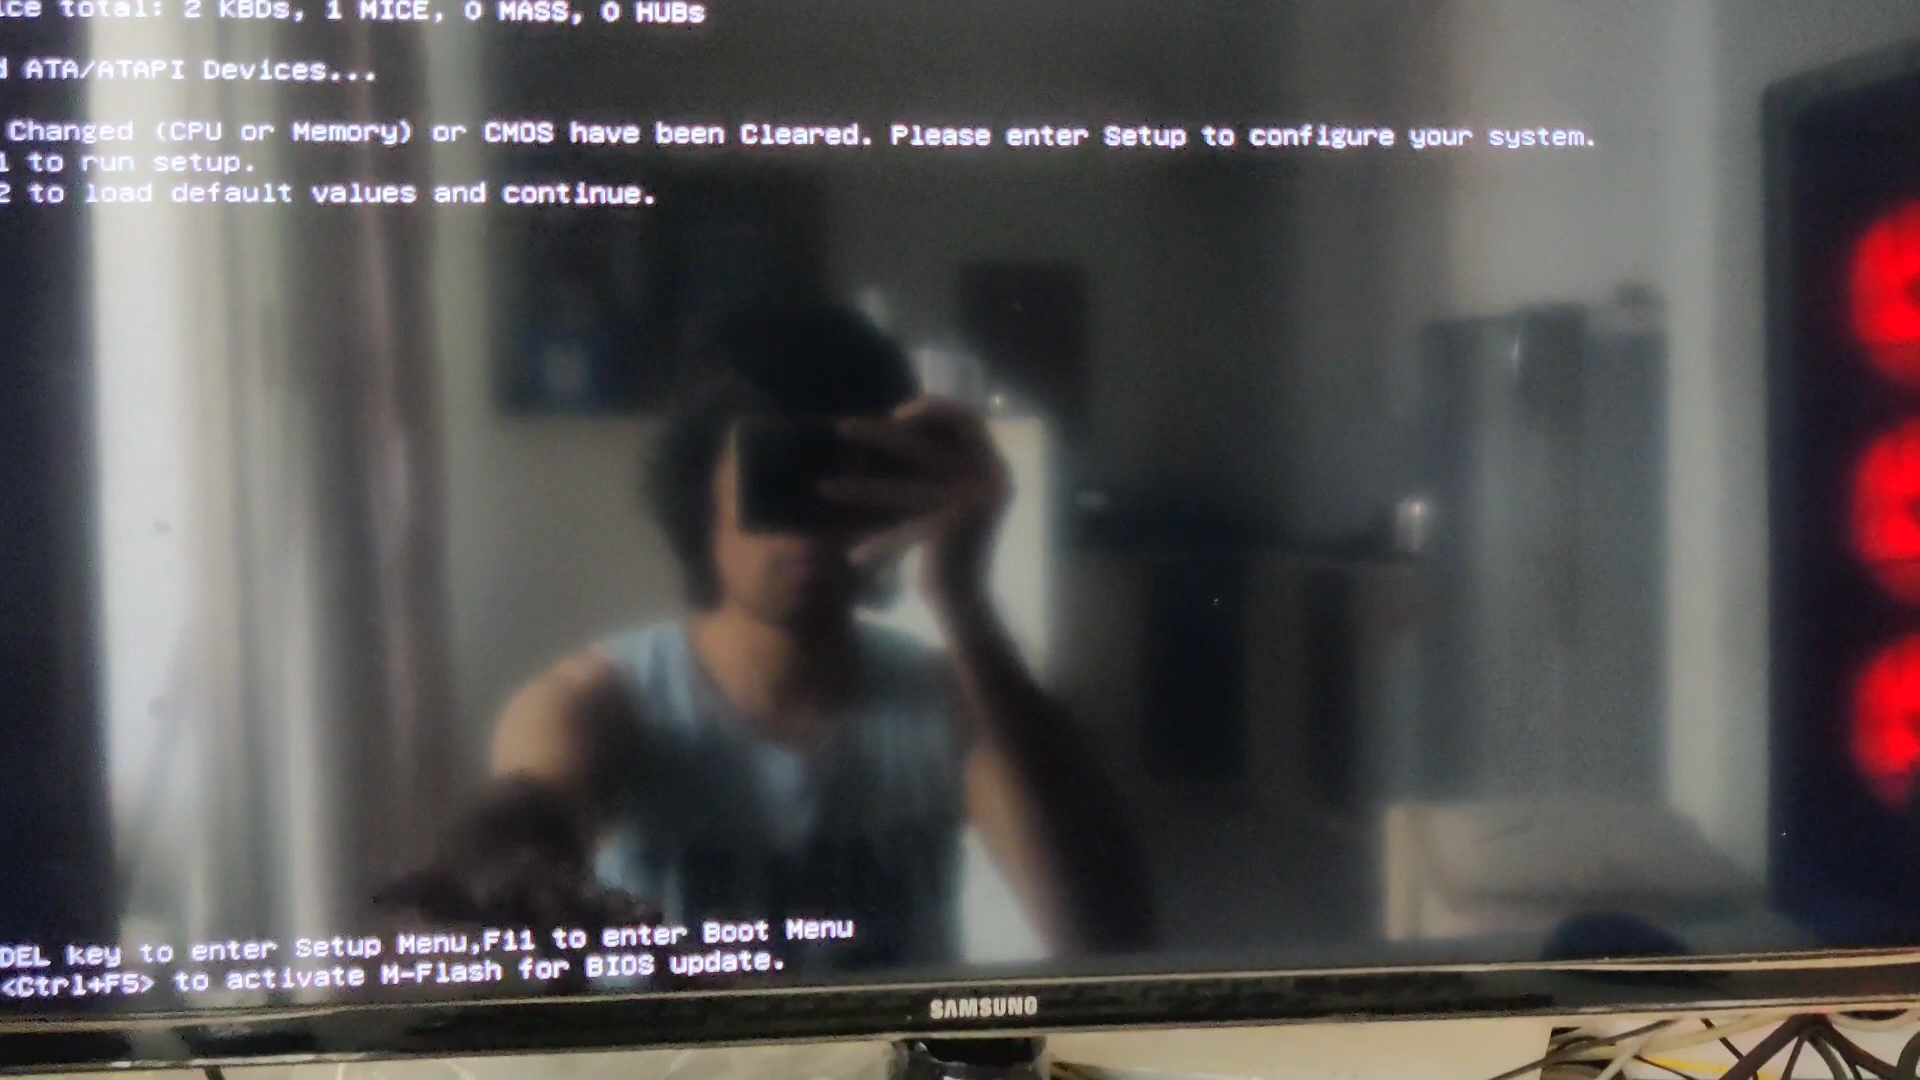 ice total: 2 KBDs, 1 MICE, 0 MASS, 0 HUBs
d ATA/ATAPI Devices...
Changed (CPU or Memory) or CMOS have been Cleared. Please enter Setup to configure your system.
1 to run setup.
2 to load default values and continue.
DEL key to enter Setup Menu,F11 to enter Boot Menu
<Ctrl+F5> to activate M-Flash for BIOS update.
SAMSUNG